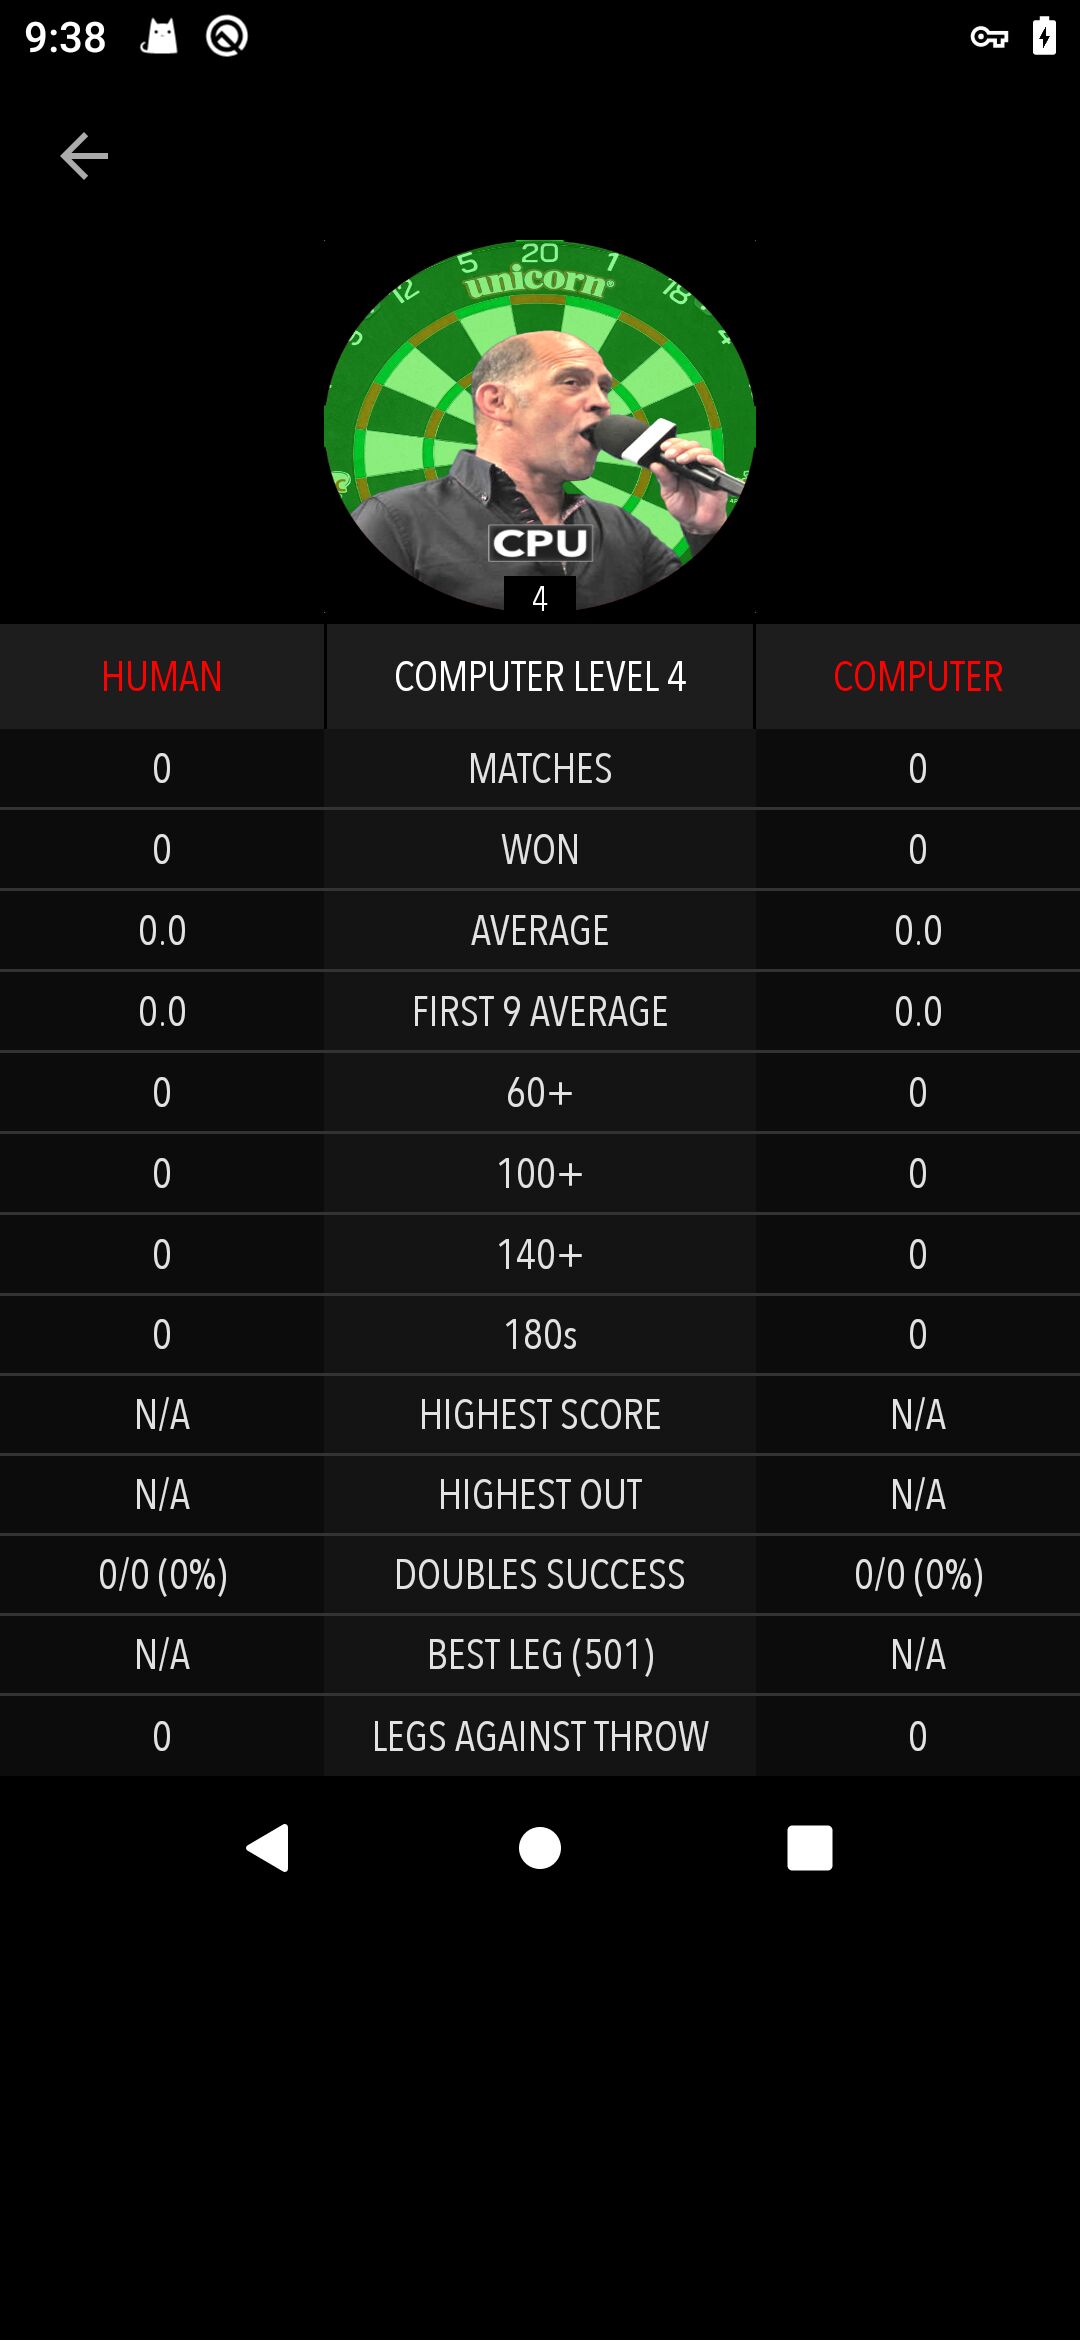 9:38
5 20 1
12 18
unicorn®
4
CPU
4
HUMAN COMPUTER LEVEL 4 COMPUTER
0 MATCHES 0
0 WON 0
0.0 AVERAGE 0.0
0.0 FIRST 9 AVERAGE 0.0
0 60+ 0
0 100+ 0
0 140+ 0
0 180s 0
N/A HIGHEST SCORE N/A
N/A HIGHEST OUT N/A
0/0 (0%) DOUBLES SUCCESS 0/0 (0%)
N/A BEST LEG (501) N/A
0 LEGS AGAINST THROW 0